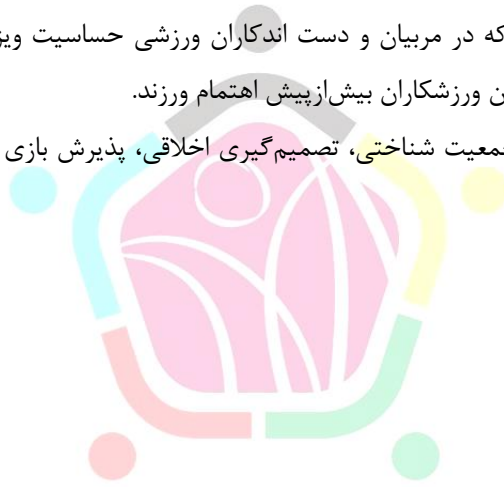 که در مربیان و دست اندکاران ورزشی حساسیت
ن ورزشکاران بیش‌ازپیش اهتمام ورزند.
جمعیت شناختی، تصمیم‌گیری اخلاقی، پذیرش بازی